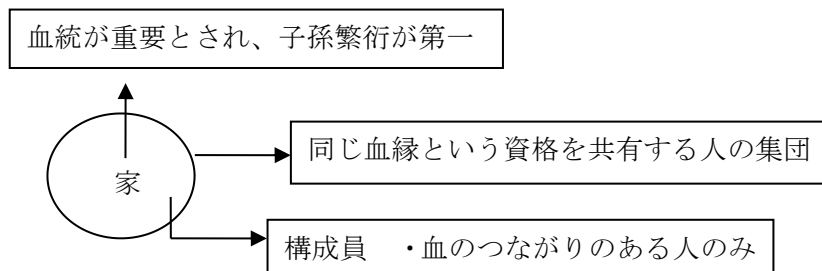 血統が重要とされ、子孫繁衍が第一
同じ血縁という資格を共有する人の集団
家
構成員　・血のつながりのある人のみ